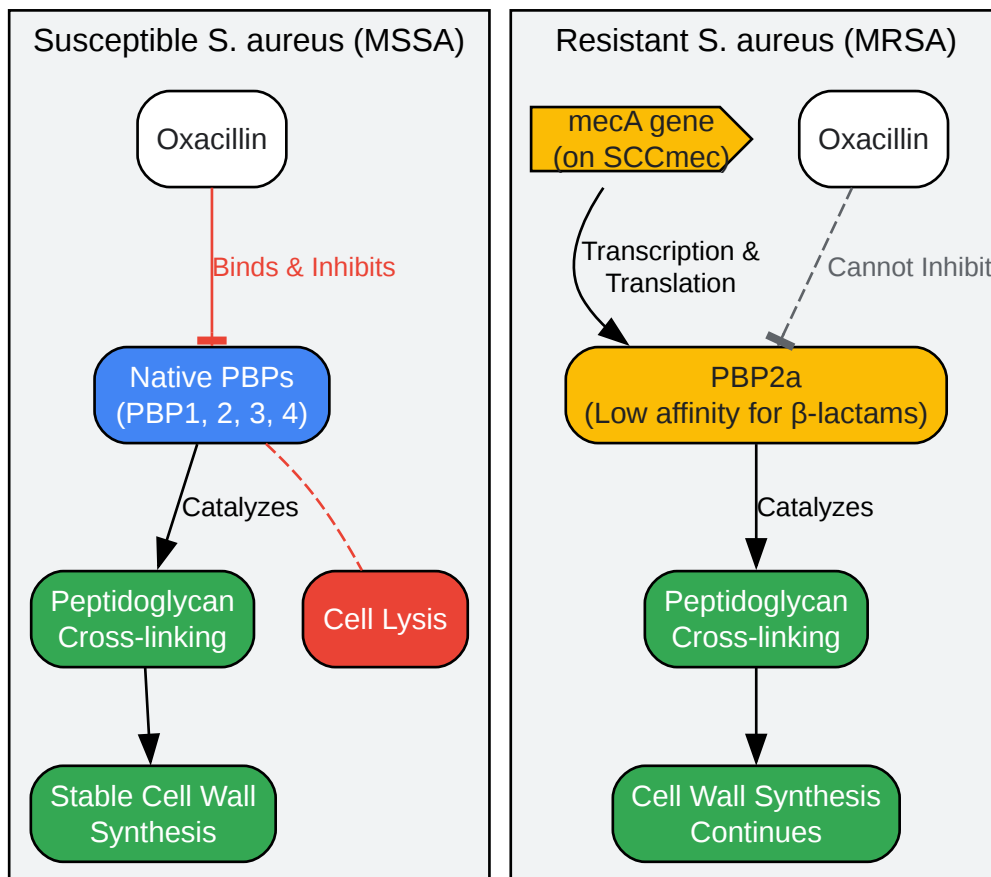 Susceptible S. aureus (MSSA)
Oxacillin
Binds & Inhibits
Native PBPs
(PBP1, 2, 3, 4)
Catalyzes
Peptidoglycan
Cross-linking
Cell Lysis
Stable Cell Wall
Synthesis
Resistant S. aureus (MRSA)
mecA gene
(on SCCmec)
Oxacillin
Transcription &
Translation
Cannot Inhibit
PBP2a
(Low affinity for β-lactams)
Catalyzes
Peptidoglycan
Cross-linking
Cell Wall Synthesis
Continues